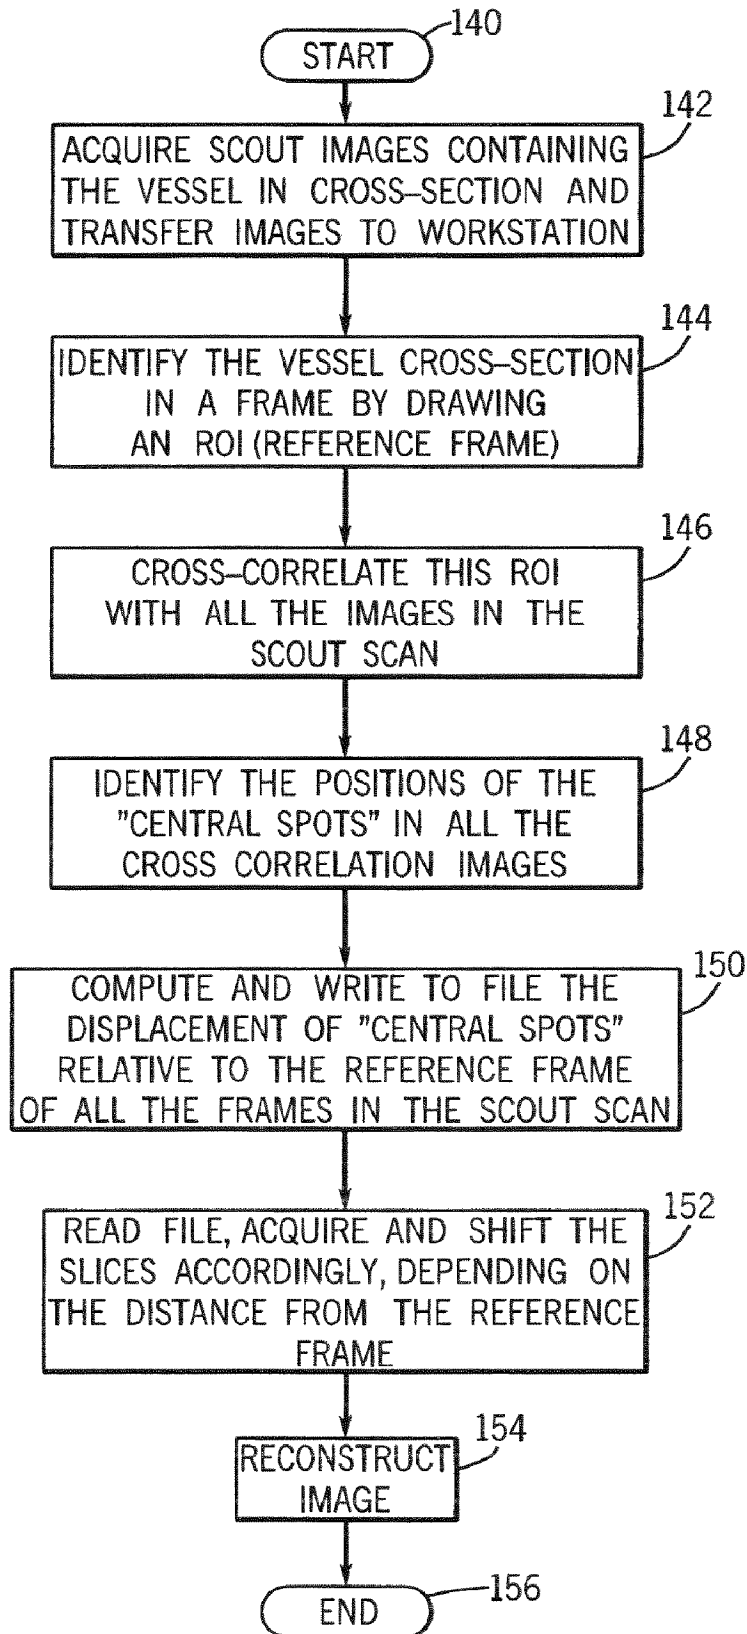 140
START
142
ACQUIRE SCOUT IMAGES CONTAINING
THE VESSEL IN CROSS–SECTION AND
TRANSFER IMAGES TO WORKSTATION
144
IDENTIFY THE VESSEL CROSS–SECTION
IN A FRAME BY DRAWING
AN ROI (REFERENCE FRAME)
146
CROSS–CORRELATE THIS ROI
WITH ALL THE IMAGES IN THE
SCOUT SCAN
148
IDENTIFY THE POSITIONS OF THE
"CENTRAL SPOTS" IN ALL THE
CROSS CORRELATION IMAGES
150
COMPUTE AND WRITE TO FILE THE
DISPLACEMENT OF "CENTRAL SPOTS"
RELATIVE TO THE REFERENCE FRAME
OF ALL THE FRAMES IN THE SCOUT SCAN
152
READ FILE, ACQUIRE AND SHIFT THE
SLICES ACCORDINGLY, DEPENDING ON
THE DISTANCE FROM THE REFERENCE
FRAME
154
RECONSTRUCT
IMAGE
156
END